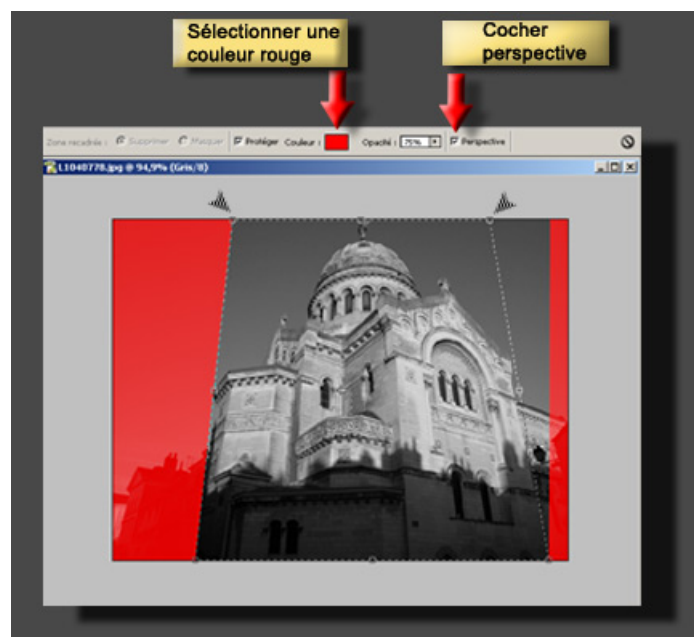 Sélectionner une
couleur rouge
Cocher
perspective
Zone recadrée : Supprimer Masquer Protéger Couleur : Opacité : 75% Perspective
L1040778.jpg @ 94,9% (Gris/8)